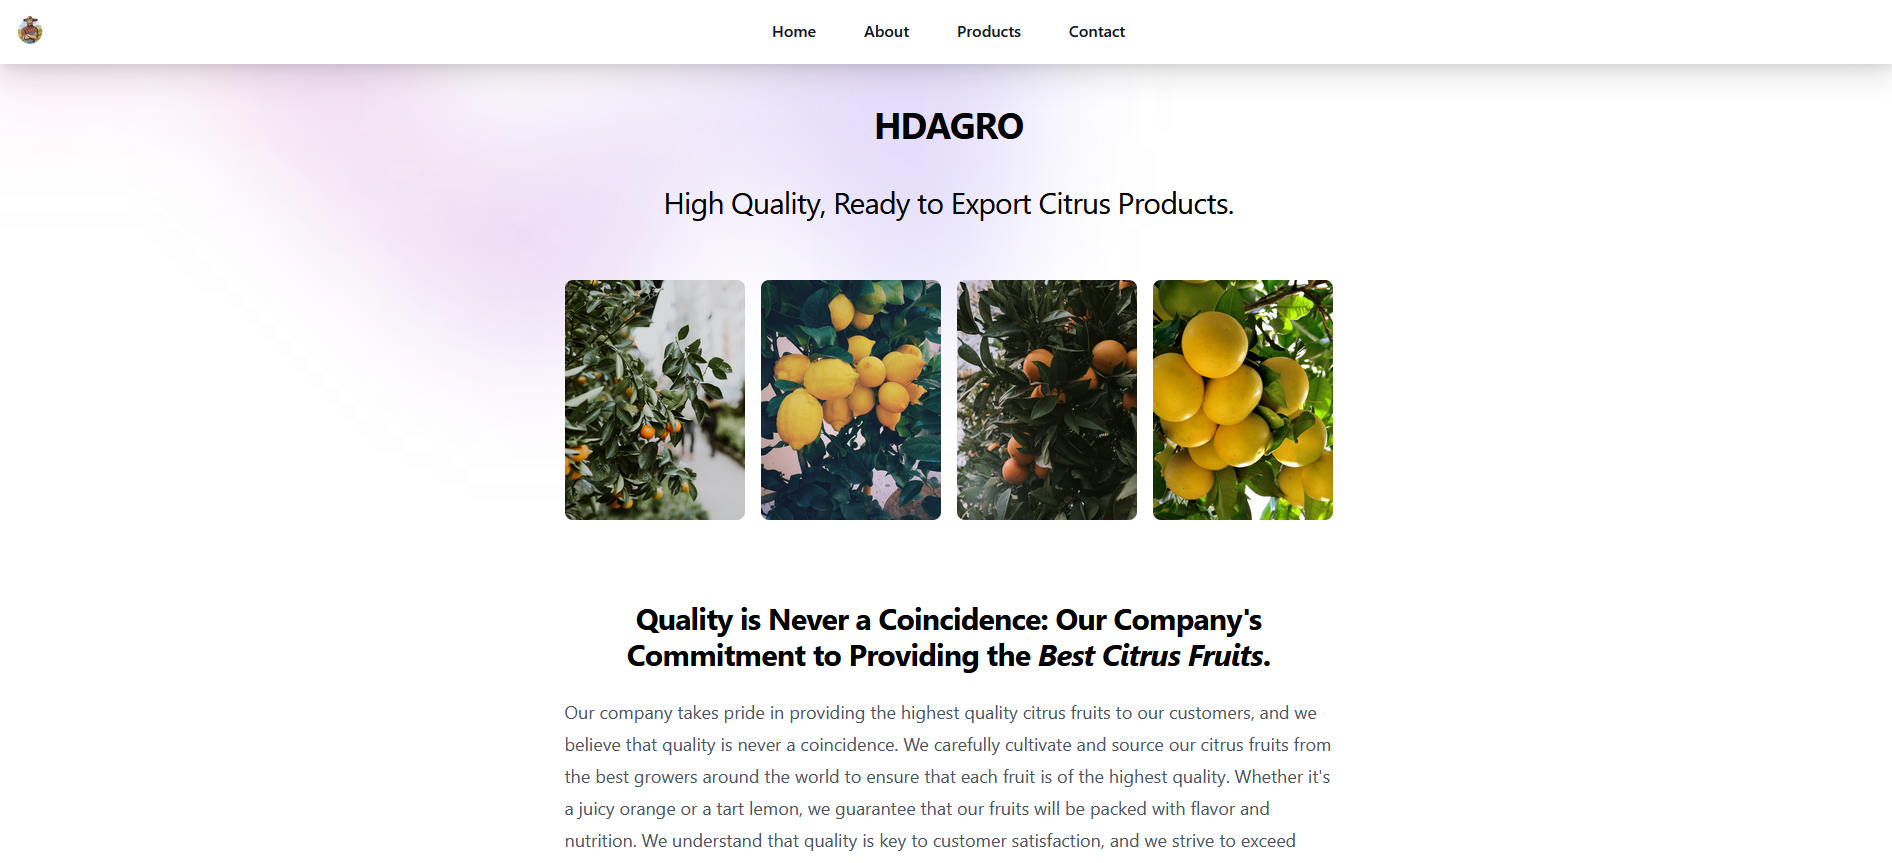 Home About Products Contact
HDAGRO
High Quality, Ready to Export Citrus Products.
Quality is Never a Coincidence: Our Company's
Commitment to Providing the Best Citrus Fruits.
Our company takes pride in providing the highest quality citrus fruits to our customers, and we
believe that quality is never a coincidence. We carefully cultivate and source our citrus fruits from
the best growers around the world to ensure that each fruit is of the highest quality. Whether it's
a juicy orange or a tart lemon, we guarantee that our fruits will be packed with flavor and
nutrition. We understand that quality is key to customer satisfaction, and we strive to exceed